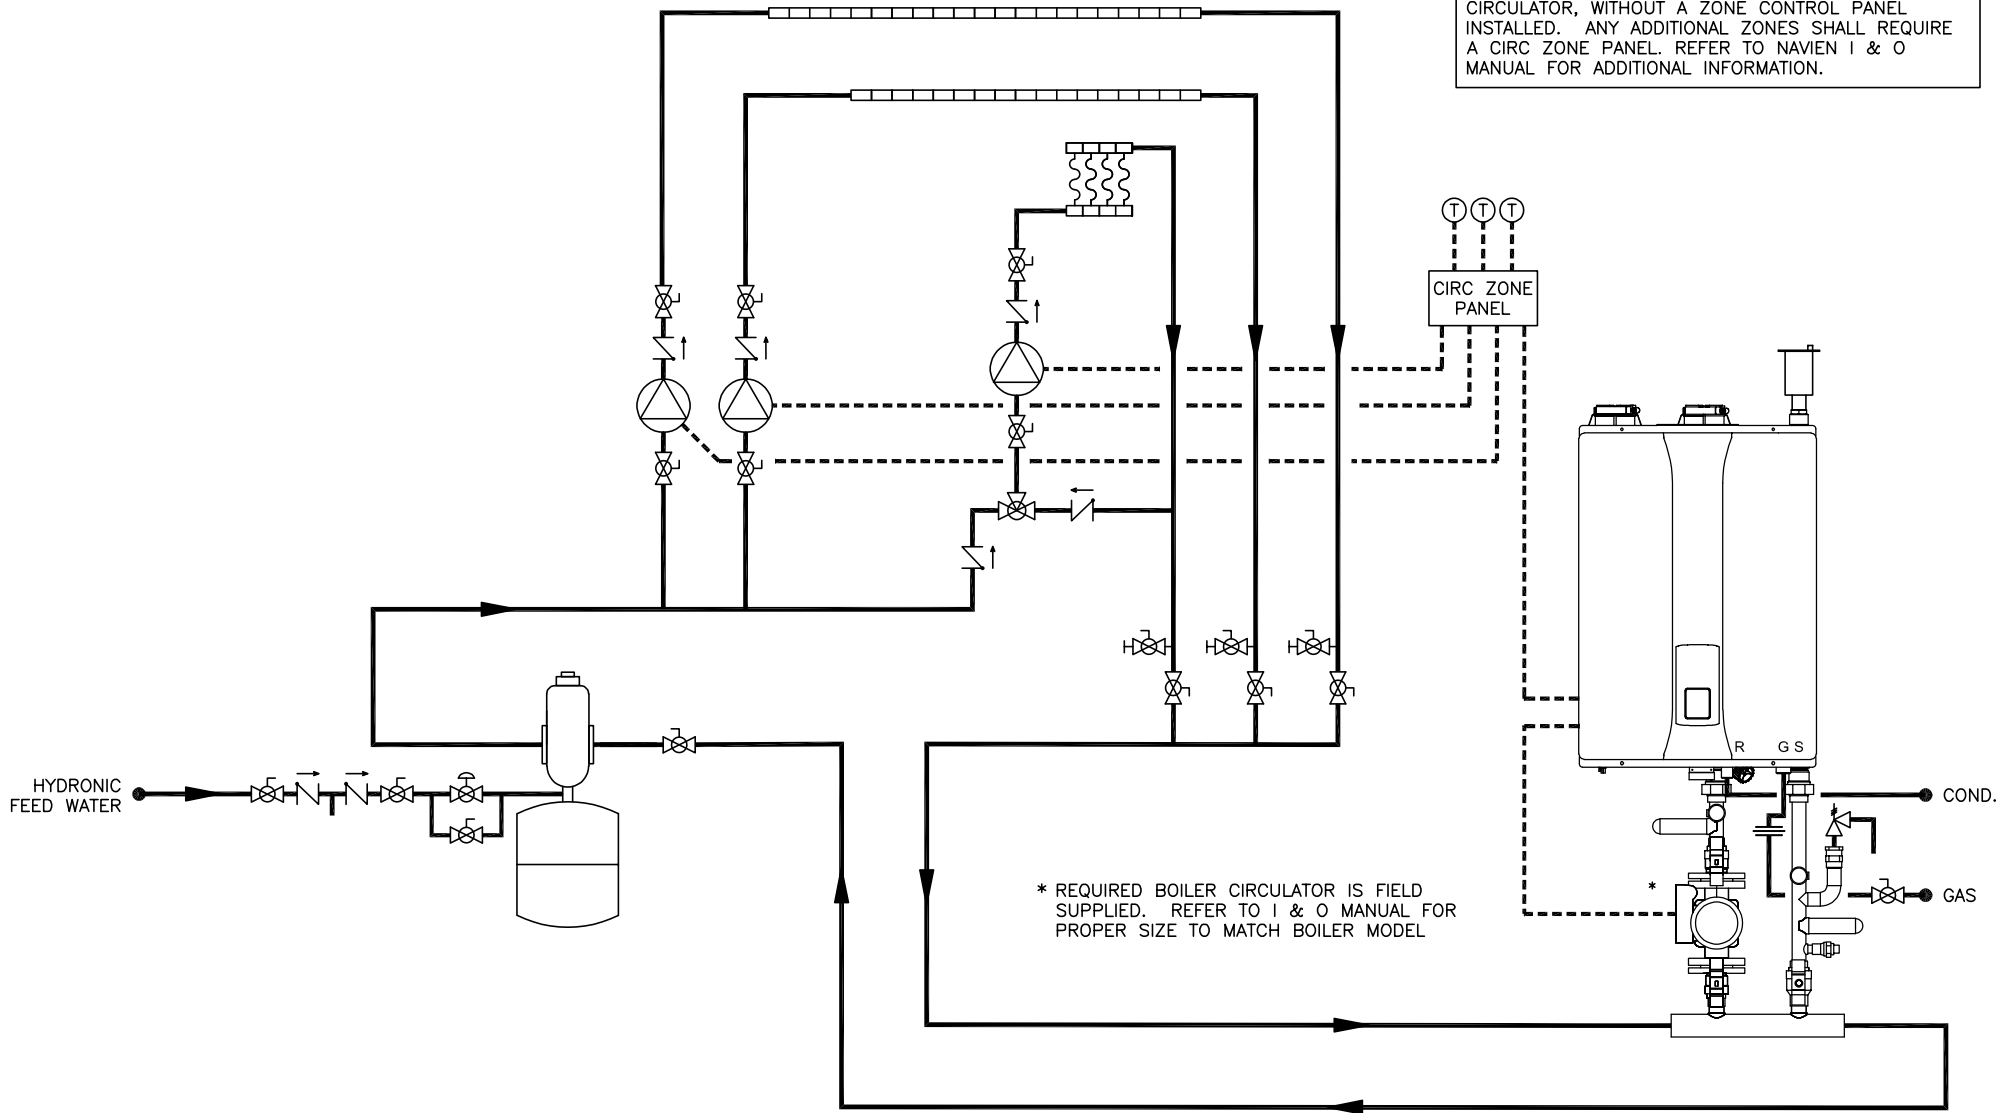 CIRCULATOR, WITHOUT A ZONE CONTROL PANEL
INSTALLED. ANY ADDITIONAL ZONES SHALL REQUIRE
A CIRC ZONE PANEL. REFER TO NAVIEN I & O
MANUAL FOR ADDITIONAL INFORMATION.
T T T
CIRC ZONE
PANEL
R G S
HYDRONIC
FEED WATER
COND.
* REQUIRED BOILER CIRCULATOR IS FIELD
SUPPLIED. REFER TO I & O MANUAL FOR
PROPER SIZE TO MATCH BOILER MODEL
*
GAS